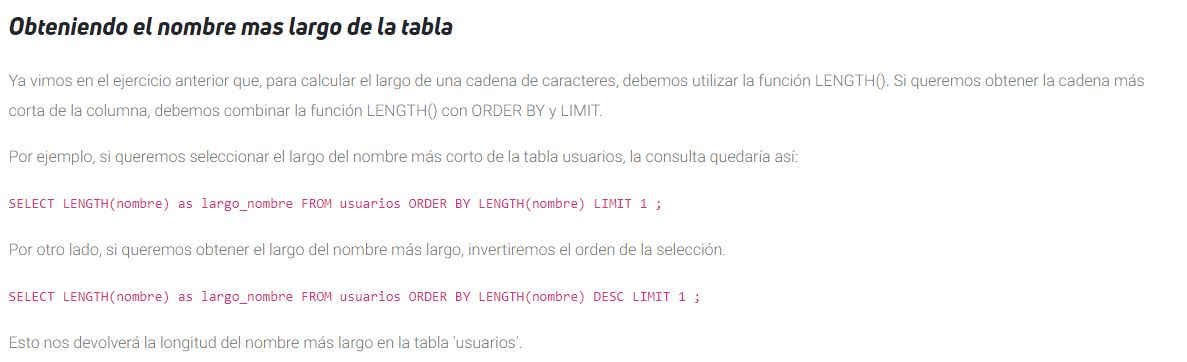 Obteniendo el nombre mas largo de la tabla
Ya vimos en el ejercicio anterior que, para calcular el largo de una cadena de caracteres, debemos utilizar la función LENGTH(). Si queremos obtener la cadena más
corta de la columna, debemos combinar la función LENGTH() con ORDER BY y LIMIT.
Por ejemplo, si queremos seleccionar el largo del nombre más corto de la tabla usuarios, la consulta quedaría así:
SELECT LENGTH(nombre) as largo_nombre FROM usuarios ORDER BY LENGTH(nombre) LIMIT 1 ;
Por otro lado, si queremos obtener el largo del nombre más largo, invertiremos el orden de la selección.
SELECT LENGTH(nombre) as largo_nombre FROM usuarios ORDER BY LENGTH(nombre) DESC LIMIT 1 ;
Esto nos devolverá la longitud del nombre más largo en la tabla 'usuarios'.